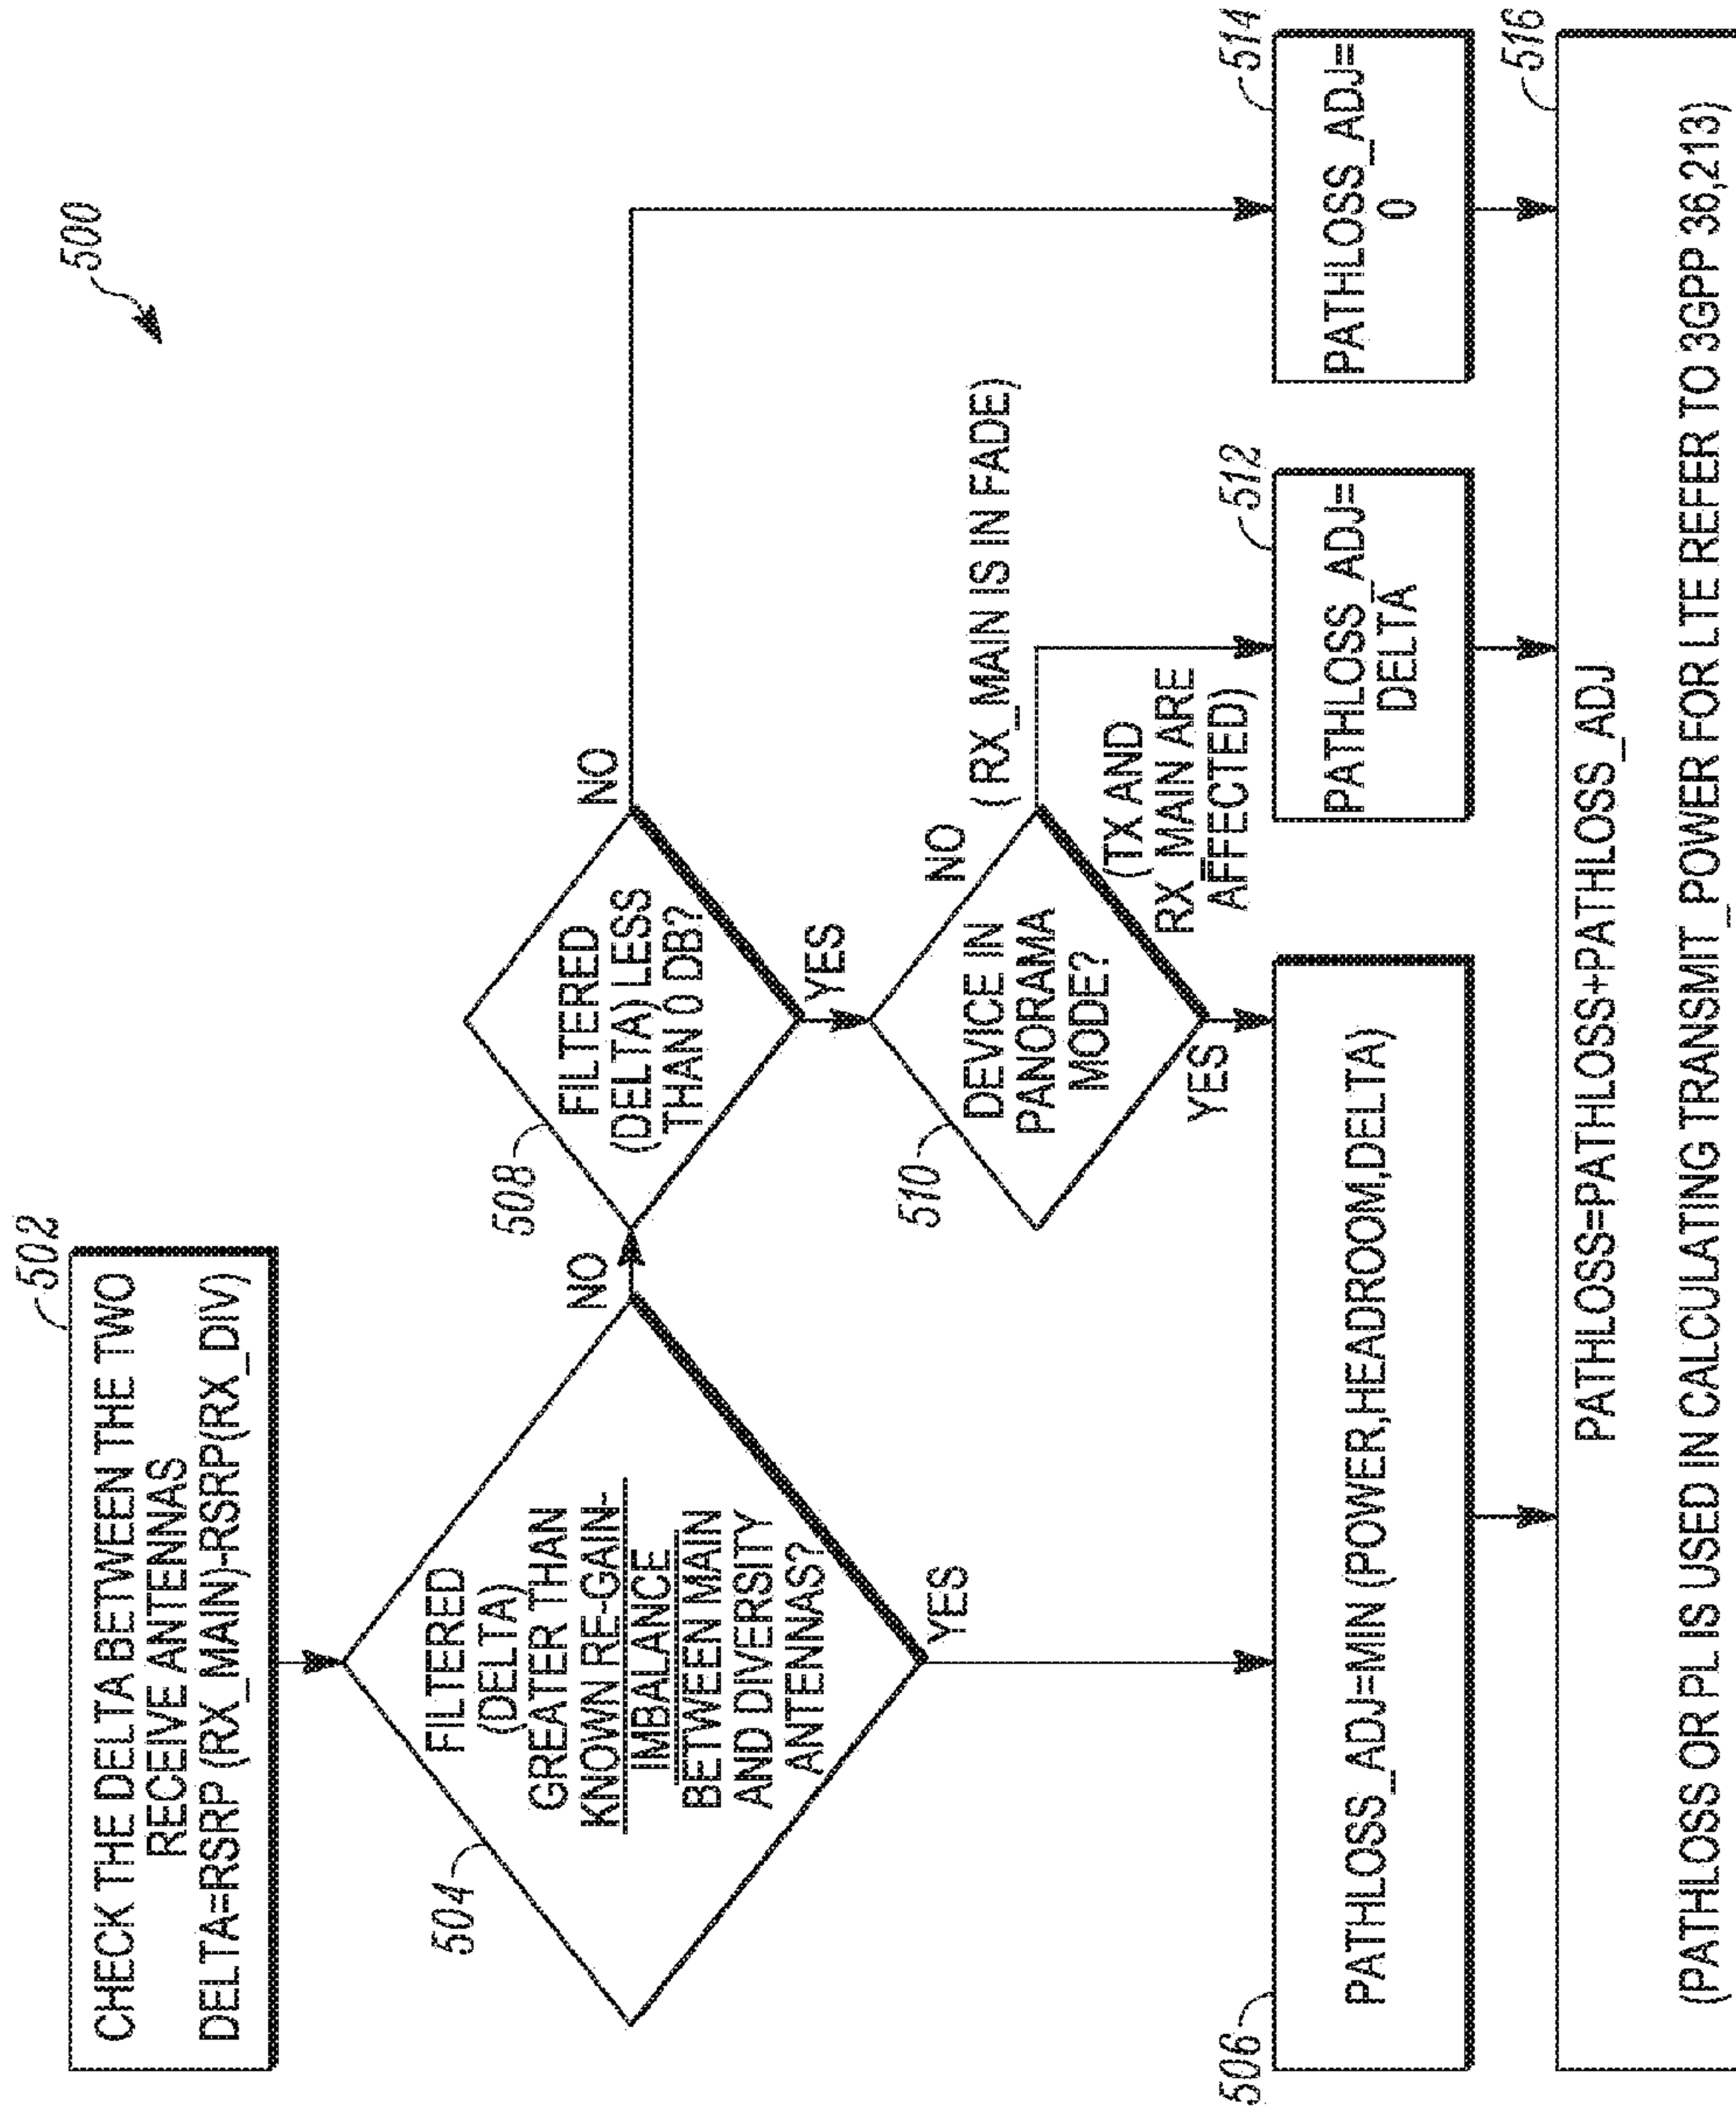 500
502
CHECK THE DELTA BETWEEN THE TWO
RECEIVE ANTENNAS
DELTA=RSRP (RX_MAIN)-RSRP(RX_DIV)
504
FILTERED
(DELTA)
GREATER THAN
KNOWN RE-GAIN-
IMBALANCE
BETWEEN MAIN
AND DIVERSITY
ANTENNAS?
NO
YES
508
FILTERED
(DELTA) LESS
THAN 0 DB?
NO
YES
510
DEVICE IN
PANORAMA
MODE?
NO
(RX_MAIN IS IN FADE)
YES
(TX AND
RX_MAIN ARE
AFFECTED)
506
PATHLOSS_ADJ=MIN (POWER,HEADROOM,DELTA)
512
PATHLOSS_ADJ=
DELTA
514
PATHLOSS_ADJ=
0
516
PATHLOSS=PATHLOSS+PATHLOSS_ADJ
(PATHLOSS OR PL IS USED IN CALCULATING TRANSMIT_POWER FOR LTE REFER TO 3GPP 36,213)